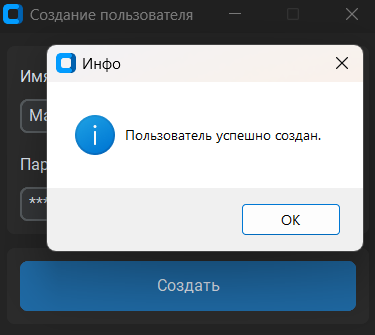 Создание пользователя
Инфо
Имя
Ма
Пользователь успешно создан.
Пар
***
OK
Создать